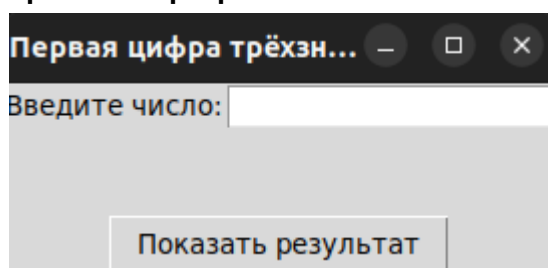 Первая цифра трёхзн...
Введите число:
Показать результат